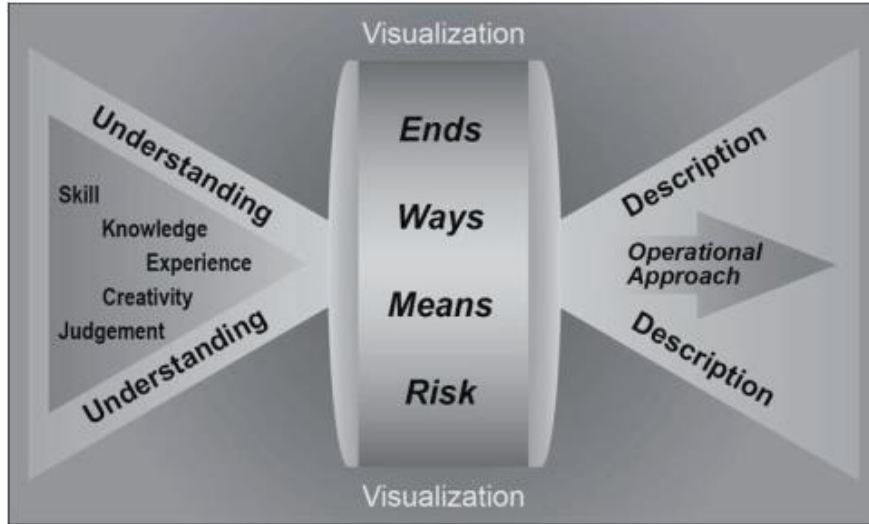 Visualization
Understanding
Skill
Knowledge
Experience
Creativity
Judgement
Understanding
Ends
Ways
Means
Risk
Description
Operational
Approach
Description
Visualization